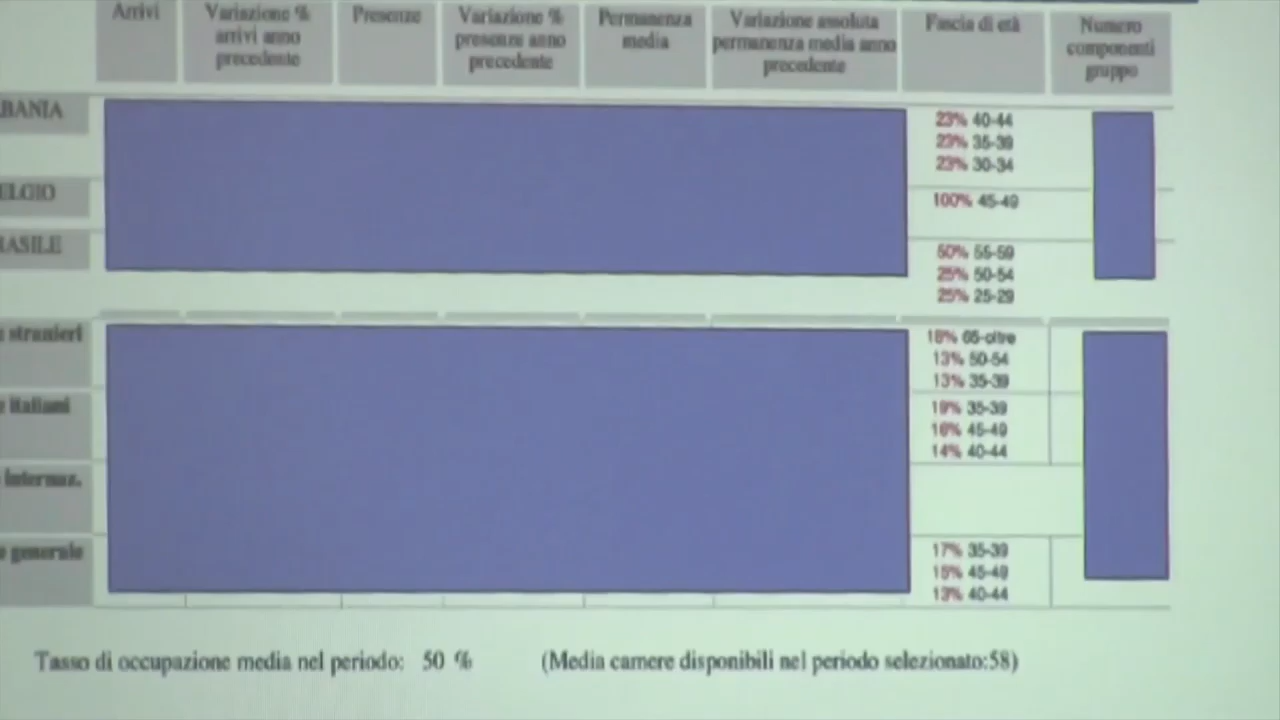 Arrivi
Variazione %
arrivi anno
precedente
Presenze
Variazione %
presenze anno
precedente
Permanenza
media
Variazione assoluta
permanenza media anno
precedente
Fascia di età
Numero
componenti
gruppo
BANIA
23% 40-44
23% 35-39
23% 30-34
ELGIO
100% 45-49
RASILE
50% 55-59
25% 50-54
25% 25-29
e stranieri
18% 65-oltre
13% 50-54
13% 35-39
e italiani
19% 35-39
16% 45-49
14% 40-44
Internaz.
e generale
17% 35-39
15% 45-49
13% 40-44
Tasso di occupazione media nel periodo: 50 %
(Media camere disponibili nel periodo selezionato:58)